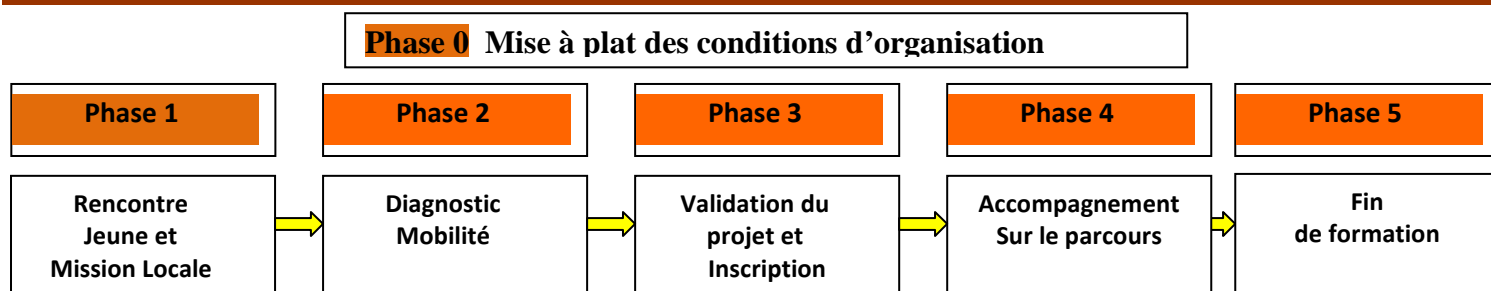 Phase 0 Mise à plat des conditions d'organisation
Phase 1
Phase 2
Phase 3
Phase 4
Phase 5
Rencontre
Jeune et
Mission Locale
Diagnostic
Mobilité
Validation du
projet et
Inscription
Accompagnement
Sur le parcours
Fin
de formation